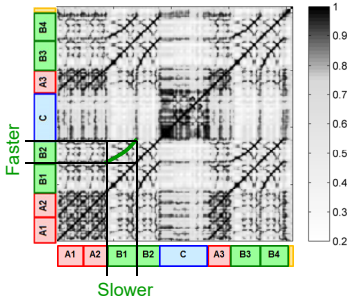 B4
B3
A3
C
B2
B1
A2
A1
Faster
A1 A2 B1 B2 C A3 B3 B4
Slower
1
0.9
0.8
0.7
0.6
0.5
0.4
0.3
0.2